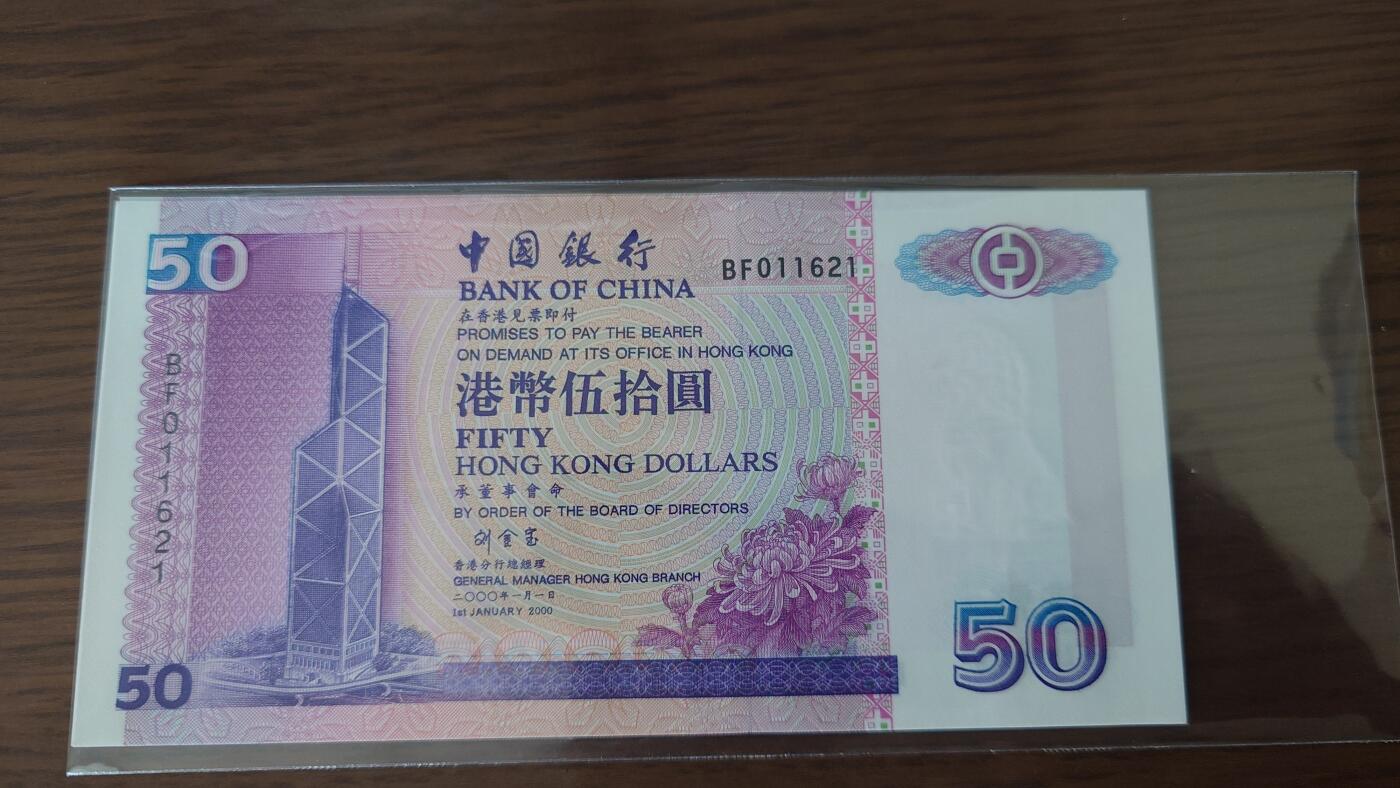 50
中國銀行
BF011621
BANK OF CHINA
在香港見票即付
PROMISES TO PAY THE BEARER
ON DEMAND AT ITS OFFICE IN HONG KONG
BF011621
港幣伍拾圓
FIFTY
HONG KONG DOLLARS
承董事會命
BY ORDER OF THE BOARD OF DIRECTORS
刘金宝
香港分行總經理
GENERAL MANAGER HONG KONG BRANCH
二〇〇〇年一月一日
1st JANUARY 2000
50
50